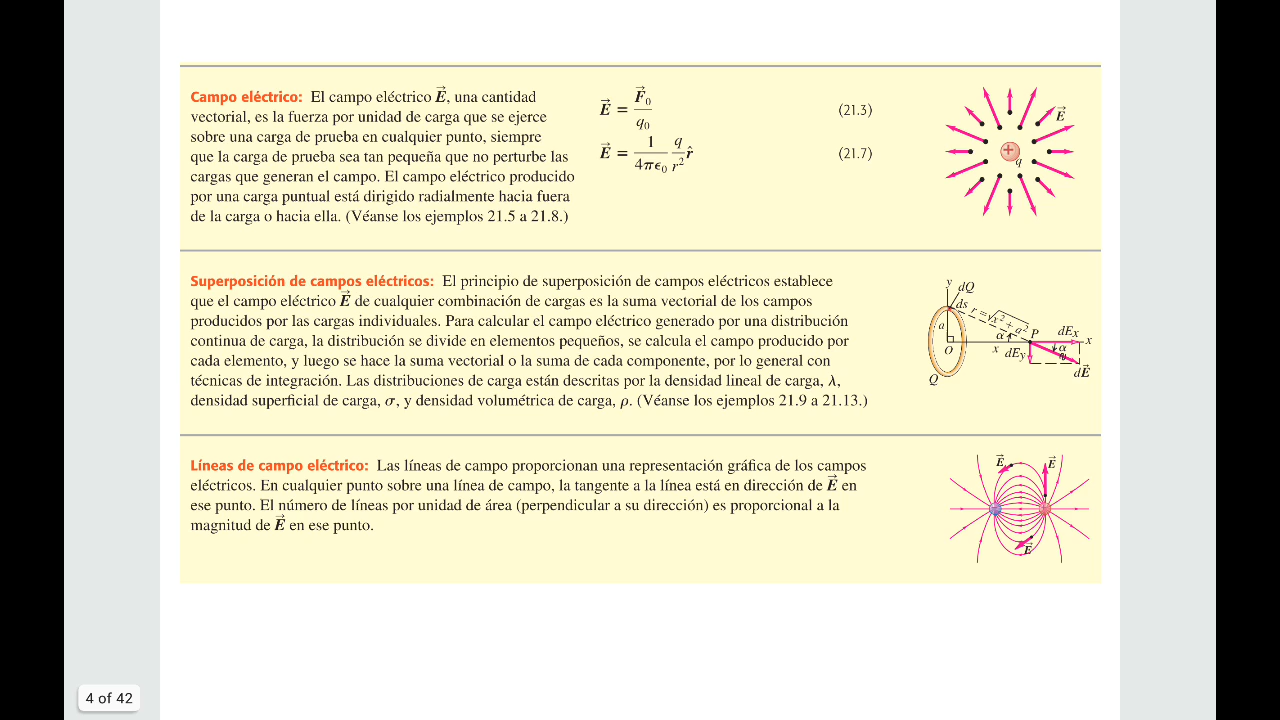 Campo eléctrico: El campo eléctrico E⃗, una cantidad
vectorial, es la fuerza por unidad de carga que se ejerce
sobre una carga de prueba en cualquier punto, siempre
que la carga de prueba sea tan pequeña que no perturbe las
cargas que generan el campo. El campo eléctrico producido
por una carga puntual está dirigido radialmente hacia fuera
de la carga o hacia ella. (Véanse los ejemplos 21.5 a 21.8.)
E⃗ = F⃗₀/q₀ (21.3)
E⃗ = 1/4πϵ₀ q/r² r̂ (21.7)
E⃗
+
q
Superposición de campos eléctricos: El principio de superposición de campos eléctricos establece
que el campo eléctrico E⃗ de cualquier combinación de cargas es la suma vectorial de los campos
producidos por las cargas individuales. Para calcular el campo eléctrico generado por una distribución
continua de carga, la distribución se divide en elementos pequeños, se calcula el campo producido por
cada elemento, y luego se hace la suma vectorial o la suma de cada componente, por lo general con
técnicas de integración. Las distribuciones de carga están descritas por la densidad lineal de carga, λ,
densidad superficial de carga, σ, y densidad volumétrica de carga, ρ. (Véanse los ejemplos 21.9 a 21.13.)
y
dQ
ds
r = √x² + a²
a
P
dEx
x
α
α
O
x
dEy
dE⃗
Q
Líneas de campo eléctrico: Las líneas de campo proporcionan una representación gráfica de los campos
eléctricos. En cualquier punto sobre una línea de campo, la tangente a la línea está en dirección de E⃗ en
ese punto. El número de líneas por unidad de área (perpendicular a su dirección) es proporcional a la
magnitud de E⃗ en ese punto.
E⃗
E⃗
E⃗
4 of 42